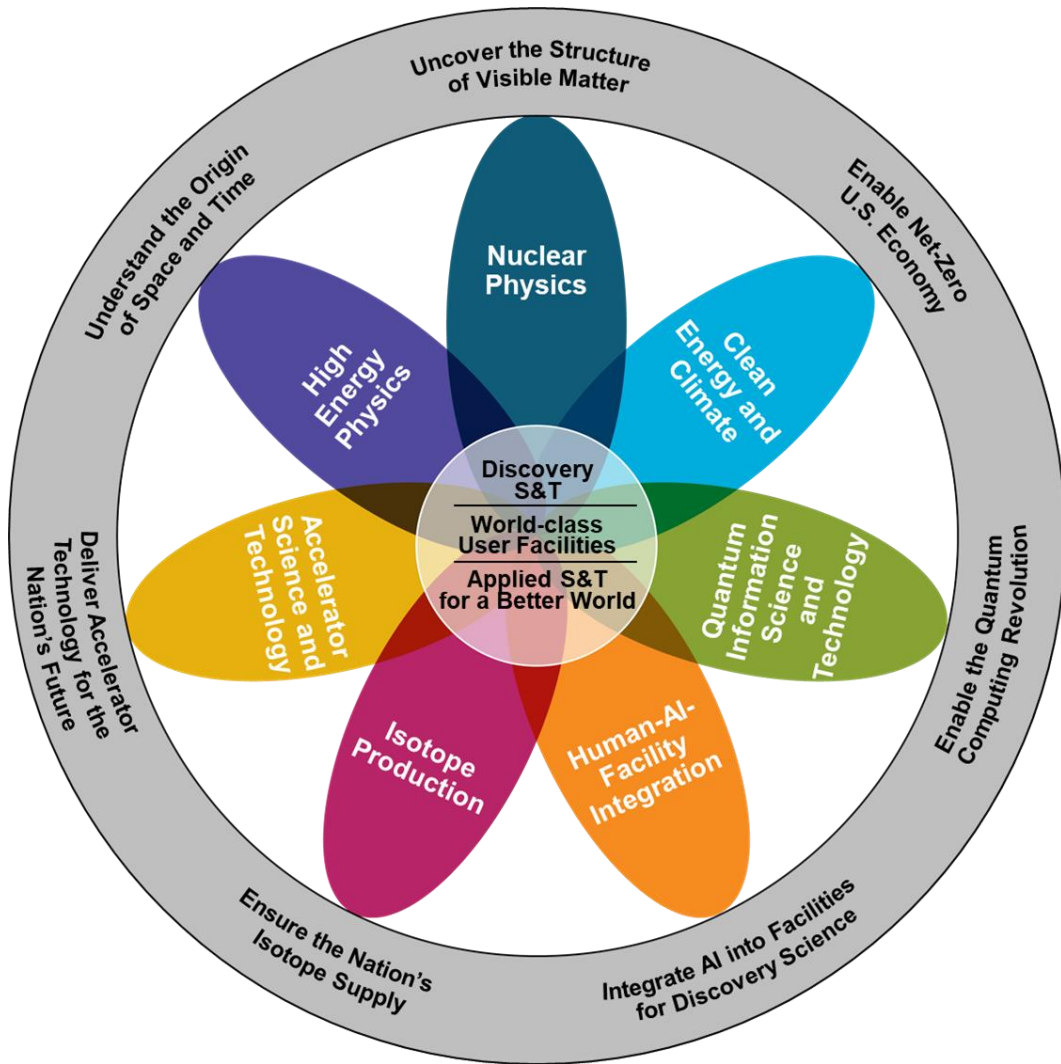 Uncover the Structure
of Visible Matter
Enable Net-Zero
U.S. Economy
Enable the Quantum
Computing Revolution
Integrate AI into Facilities
for Discovery Science
Ensure the Nation's
Isotope Supply
Deliver Accelerator
Technology for the
Nation's Future
Understand the Origin
of Space and Time
Nuclear
Physics
Clean
Energy and
Climate
Quantum
Information
Science
and
Technology
Human-AI-
Facility
Integration
Isotope
Production
Accelerator
Science and
Technology
High
Energy
Physics
Discovery
S&T
World-class
User Facilities
Applied S&T
for a Better World